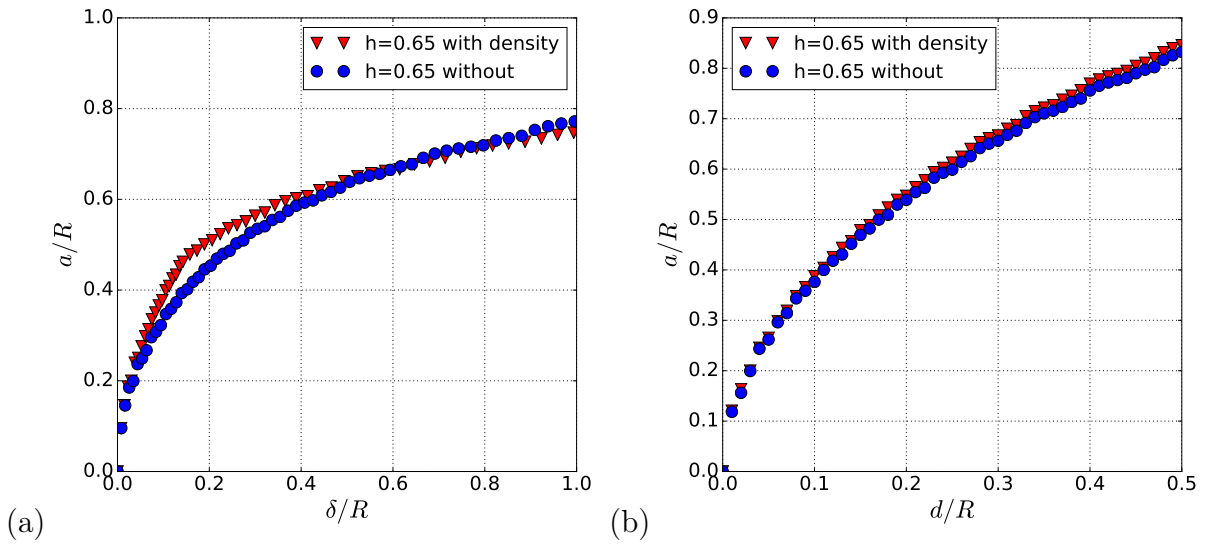 1.0
0.8
0.6
0.4
0.2
0.0
a/R
h=0.65 with density
h=0.65 without
0.0 0.2 0.4 0.6 0.8 1.0
δ/R
(a)
0.9
0.8
0.7
0.6
0.5
0.4
0.3
0.2
0.1
0.0
a/R
h=0.65 with density
h=0.65 without
0.0 0.1 0.2 0.3 0.4 0.5
d/R
(b)